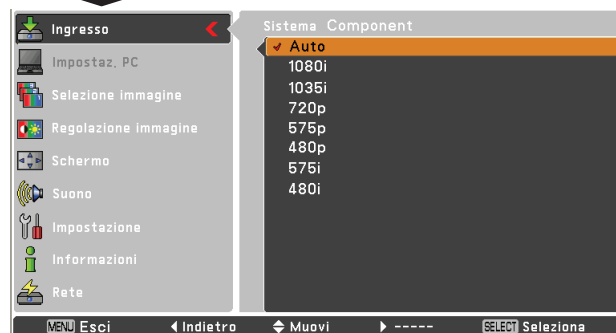 Ingresso
Impostaz. PC
Selezione immagine
Regolazione immagine
Schermo
Suono
Impostazione
Informazioni
Rete
Sistema Component
Auto
1080i
1035i
720p
575p
480p
575i
480i
MENU Esci Indietro Muovi ----- SELECT Seleziona